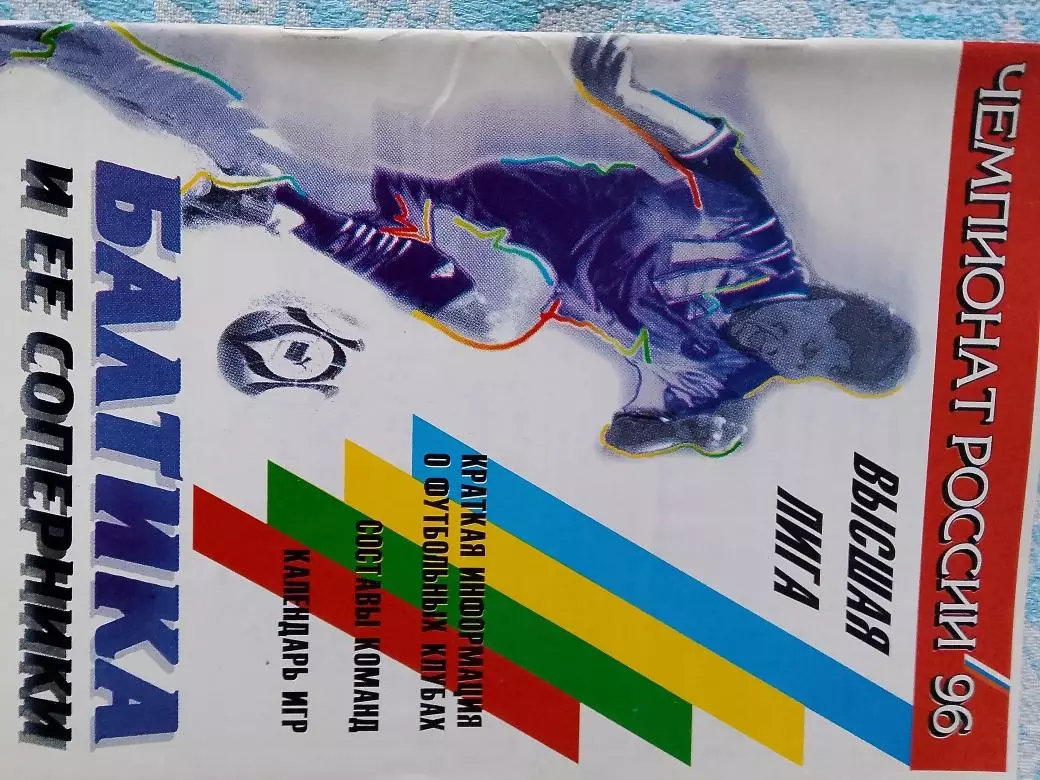 ЧЕМПИОНАТ РОССИИ '96
ВЫСШАЯ
ЛИГА
КРАТКАЯ ИНФОРМАЦИЯ
О ФУТБОЛЬНЫХ КЛУБАХ
СОСТАВЫ КОМАНД
КАЛЕНДАРЬ ИГР
БАЛТИКА
И ЕЕ СОПЕРНИКИ